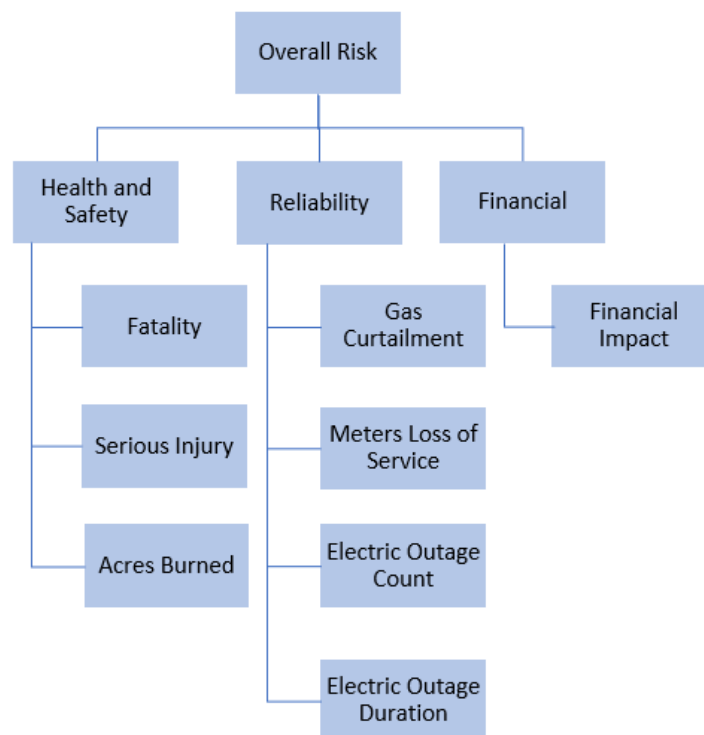 Overall Risk
Health and
Safety
Reliability
Financial
Fatality
Gas
Curtailment
Financial
Impact
Serious Injury
Meters Loss of
Service
Acres Burned
Electric Outage
Count
Electric Outage
Duration